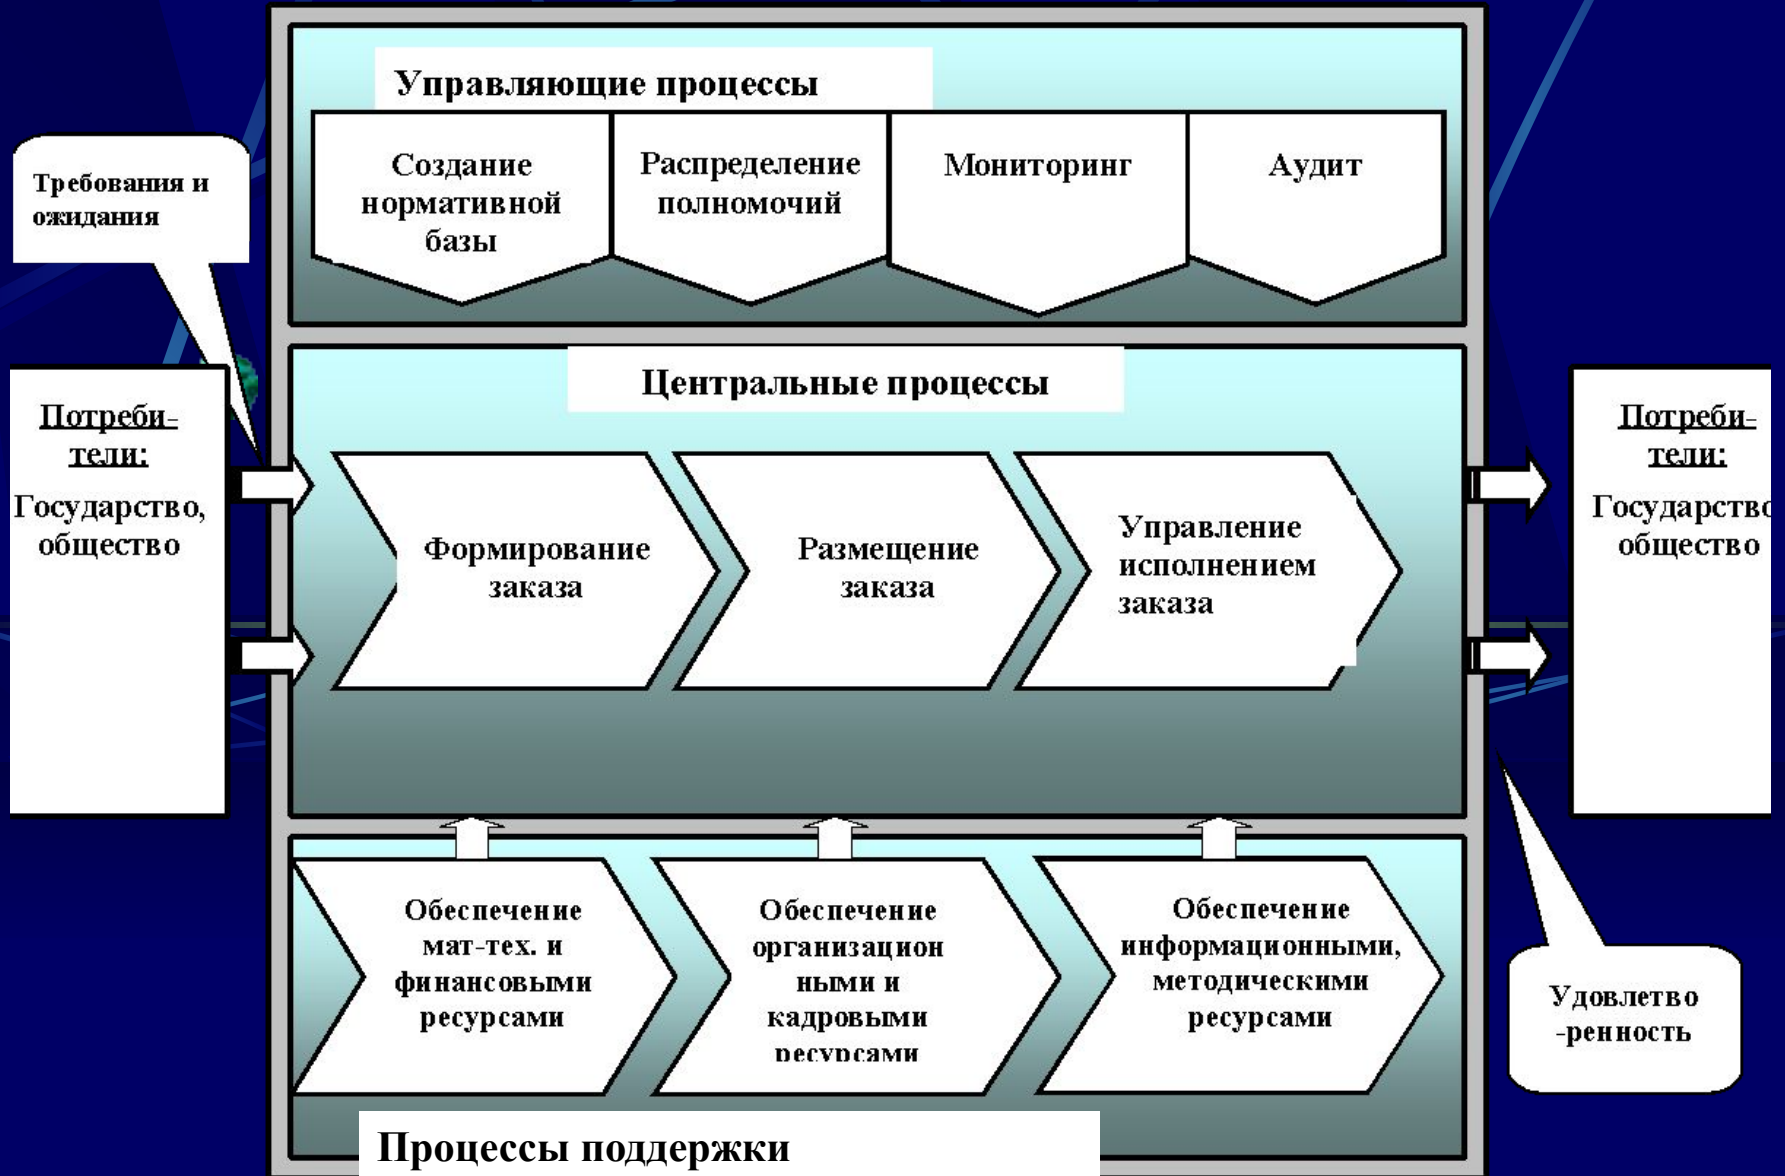 Управляющие процессы
Создание
нормативной
базы
Распределение
полномочий
Мониторинг
Аудит
Требования и
ожидания
Потреби-
тели:
Государство,
общество
Центральные процессы
Формирование
заказа
Размещение
заказа
Управление
исполнением
заказа
Потреби-
тели:
Государство
общество
Обеспечение
мат-тех. и
финансовыми
ресурсами
Обеспечение
организацион
ными и
кадровыми
ресурсами
Обеспечение
информационными,
методическими
ресурсами
Удовлетво
-ренность
Процессы поддержки